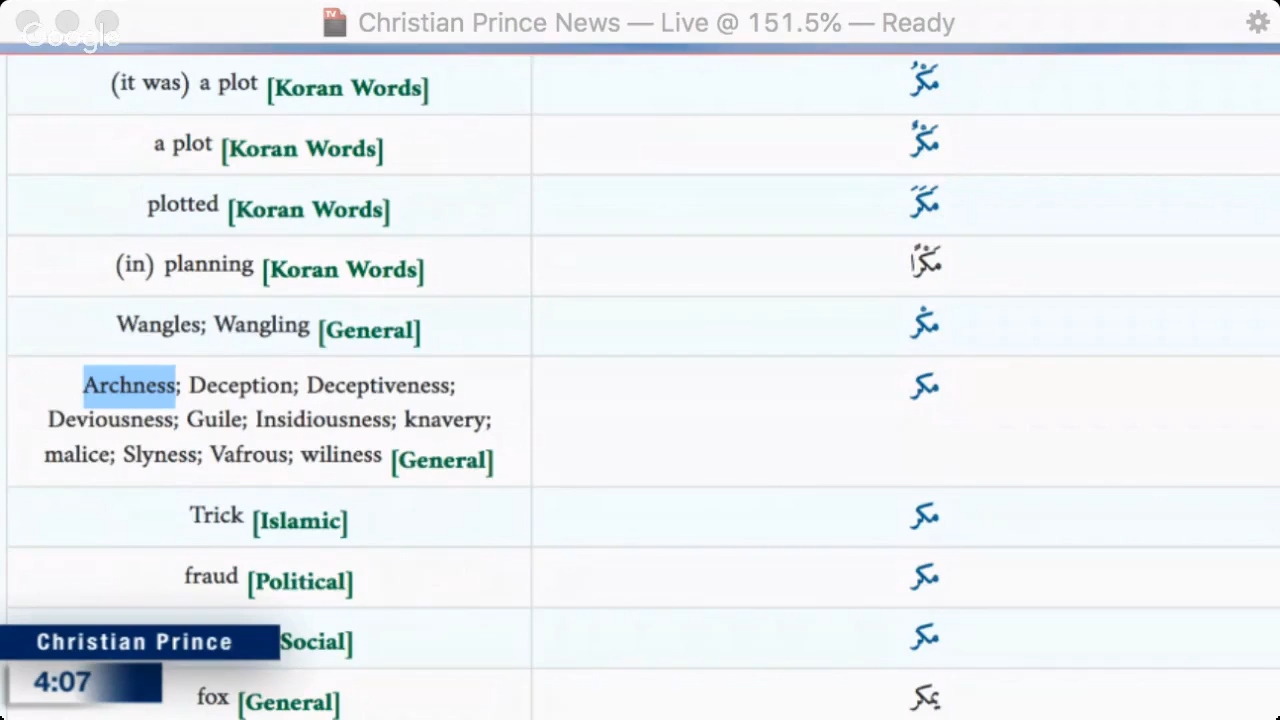 Christian Prince News — Live @ 151.5% — Ready
Google
(it was) a plot [Koran Words] مَكْرُ
a plot [Koran Words] مَكْرٌ
plotted [Koran Words] مَكَرَ
(in) planning [Koran Words] مَكْرًا
Wangles; Wangling [General] مكْر
Archness; Deception; Deceptiveness; مكر
Deviousness; Guile; Insidiousness; knavery;
malice; Slyness; Vafrous; wiliness [General]
Trick [Islamic] مكر
fraud [Political] مكر
Social] مكر
Christian Prince
4:07
fox [General] يمكر